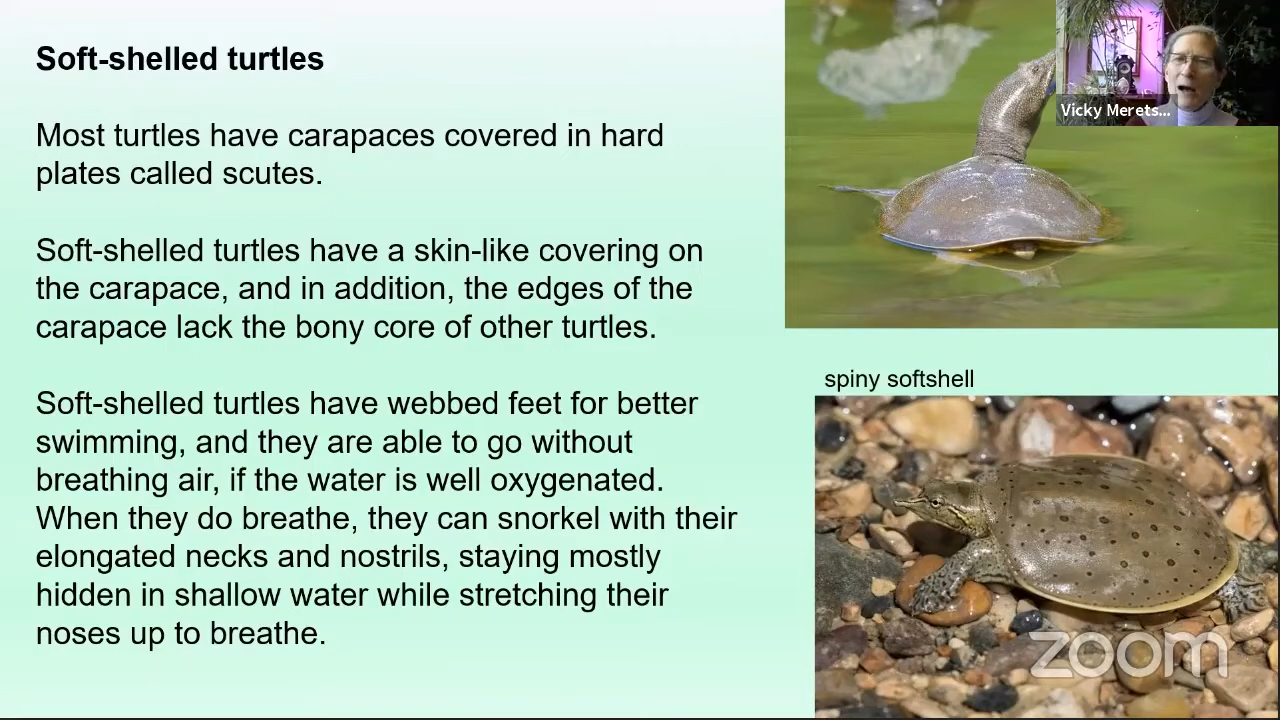 Soft-shelled turtles
Most turtles have carapaces covered in hard
plates called scutes.
Soft-shelled turtles have a skin-like covering on
the carapace, and in addition, the edges of the
carapace lack the bony core of other turtles.
Soft-shelled turtles have webbed feet for better
swimming, and they are able to go without
breathing air, if the water is well oxygenated.
When they do breathe, they can snorkel with their
elongated necks and nostrils, staying mostly
hidden in shallow water while stretching their
noses up to breathe.
Vicky Merets...
spiny softshell
zoom